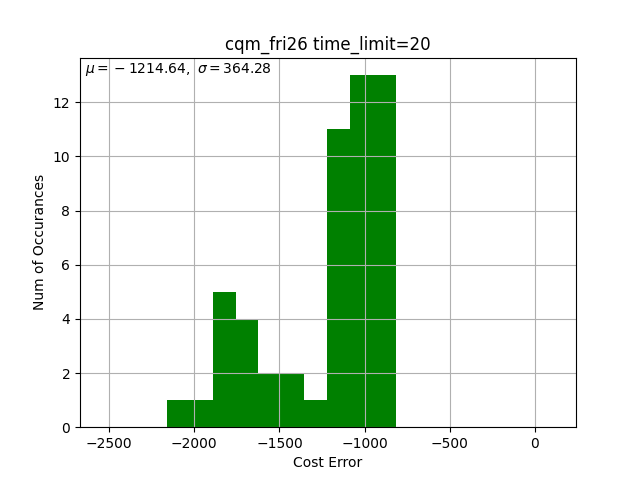 cqm_fri26 time_limit=20
μ = −1214.64, σ = 364.28
12
10
8
6
4
2
0
Num of Occurances
−2500 −2000 −1500 −1000 −500 0
Cost Error